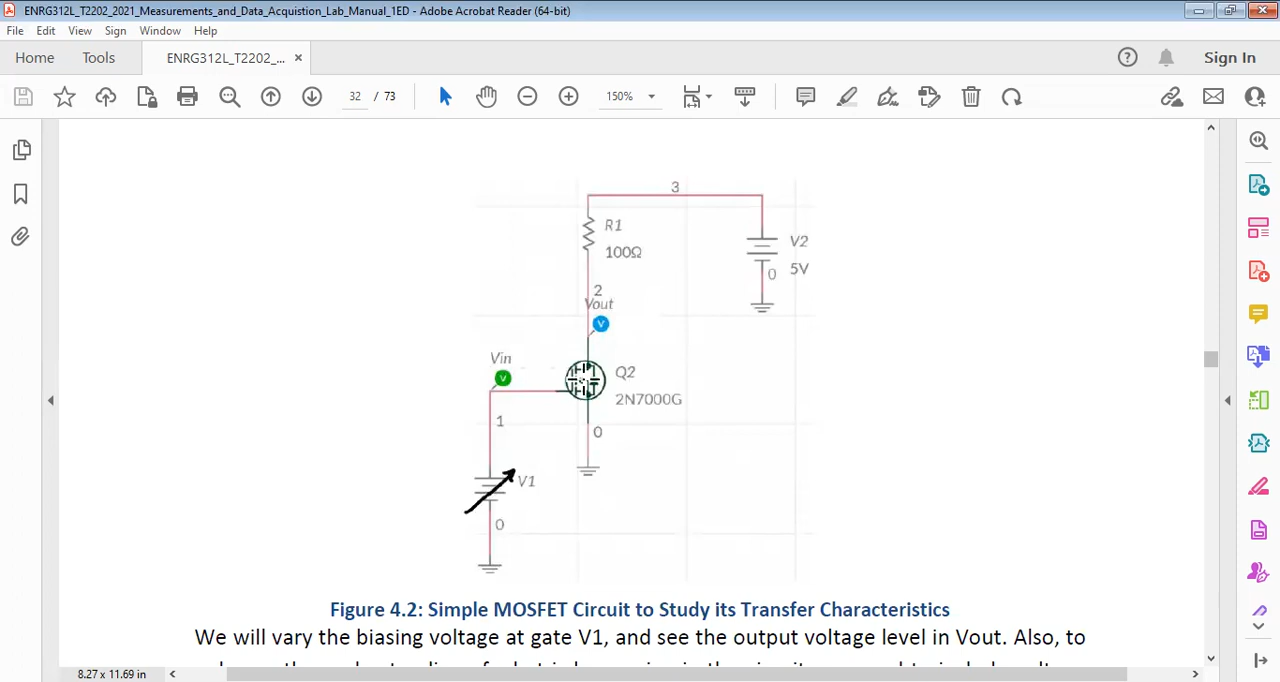 ENRG312L_T2202_2021_Measurements_and_Data_Acquistion_Lab_Manual_1ED - Adobe Acrobat Reader (64-bit)
File Edit View Sign Window Help
Home Tools ENRG312L_T2202_... × Sign In
32 / 73 150%
3
R1
100Ω
V2
5V
0
2
Vout
V
Vin
V
Q2
2N7000G
1
0
V1
0
Figure 4.2: Simple MOSFET Circuit to Study its Transfer Characteristics
We will vary the biasing voltage at gate V1, and see the output voltage level in Vout. Also, to
8.27 x 11.69 in